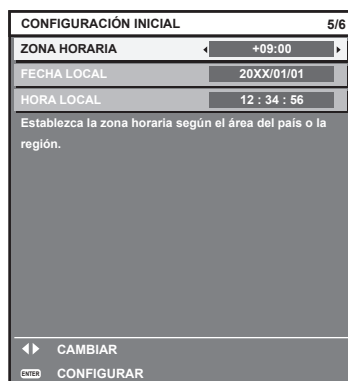 CONFIGURACIÓN INICIAL 5/6
ZONA HORARIA +09:00
FECHA LOCAL 20XX/01/01
HORA LOCAL 12 : 34 : 56
Establezca la zona horaria según el área del país o la
región.
CAMBIAR
ENTER CONFIGURAR